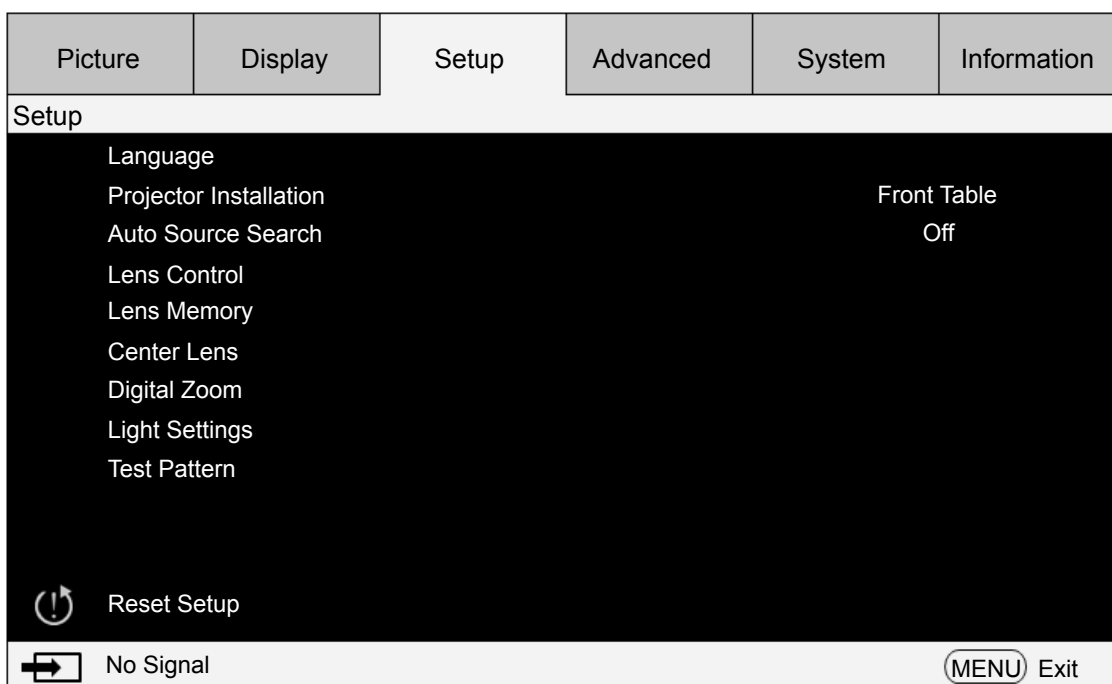 Picture Display Setup Advanced System Information
Setup
Language
Projector Installation Front Table
Auto Source Search Off
Lens Control
Lens Memory
Center Lens
Digital Zoom
Light Settings
Test Pattern
Reset Setup
No Signal MENU Exit